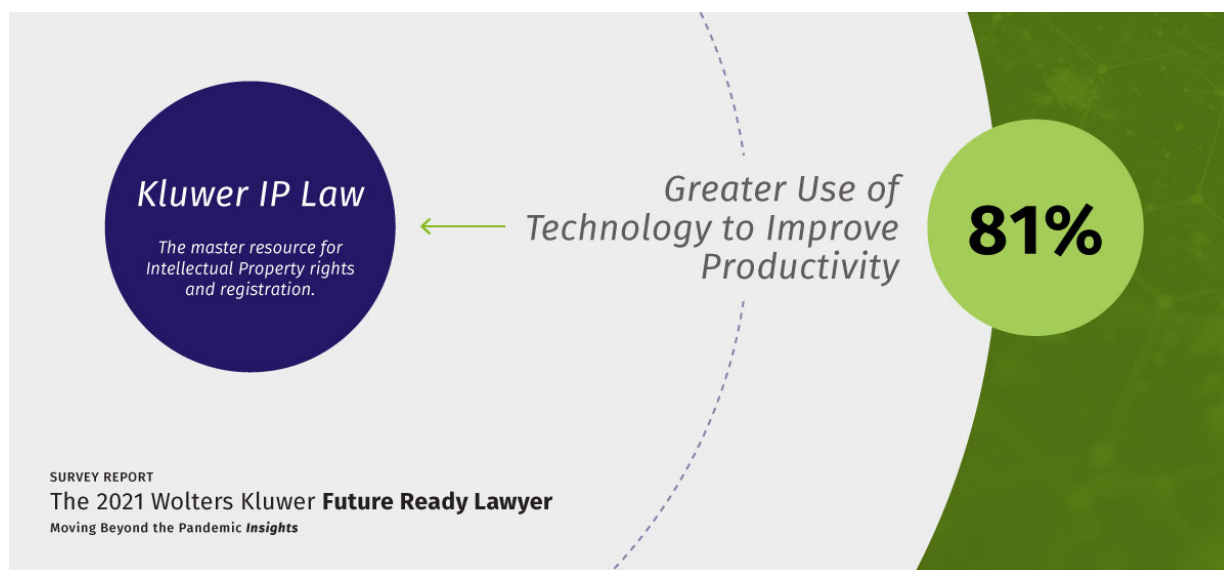 Kluwer IP Law
The master resource for
Intellectual Property rights
and registration.
Greater Use of
Technology to Improve
Productivity
81%
SURVEY REPORT
The 2021 Wolters Kluwer Future Ready Lawyer
Moving Beyond the Pandemic Insights